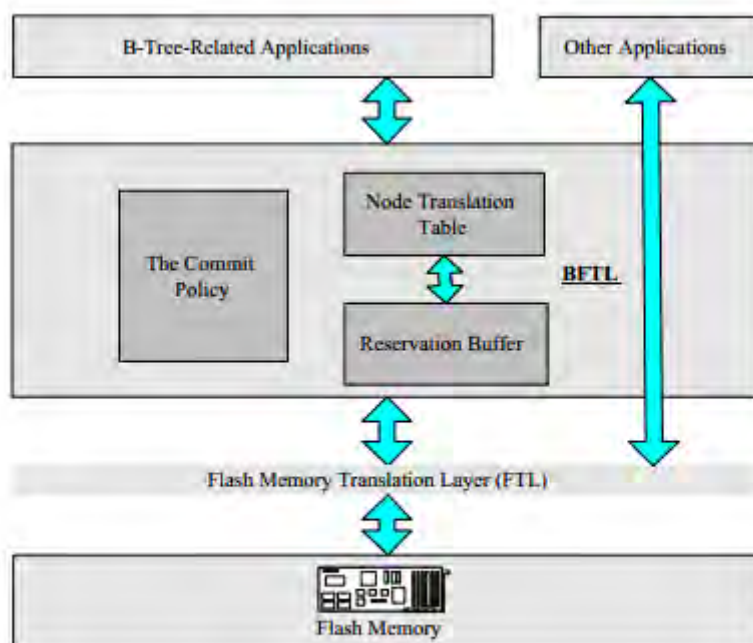 B-Tree-Related Applications
Other Applications
Node Translation
Table
The Commit
Policy
BFTL
Reservation Buffer
Flash Memory Translation Layer (FTL)
Flash Memory